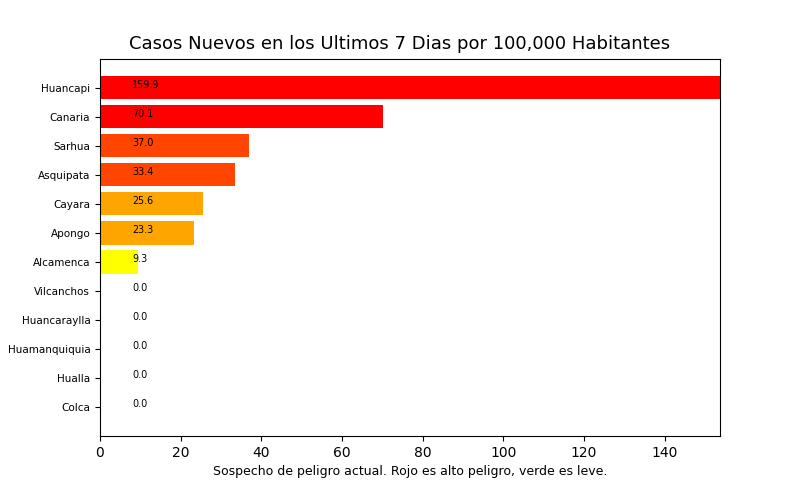 Casos Nuevos en los Ultimos 7 Dias por 100,000 Habitantes
Huancapi 159.9
Canaria 70.1
Sarhua 37.0
Asquipata 33.4
Cayara 25.6
Apongo 23.3
Alcamenca 9.3
Vilcanchos 0.0
Huancaraylla 0.0
Huamanquiquia 0.0
Hualla 0.0
Colca 0.0
0 20 40 60 80 100 120 140
Sospecho de peligro actual. Rojo es alto peligro, verde es leve.